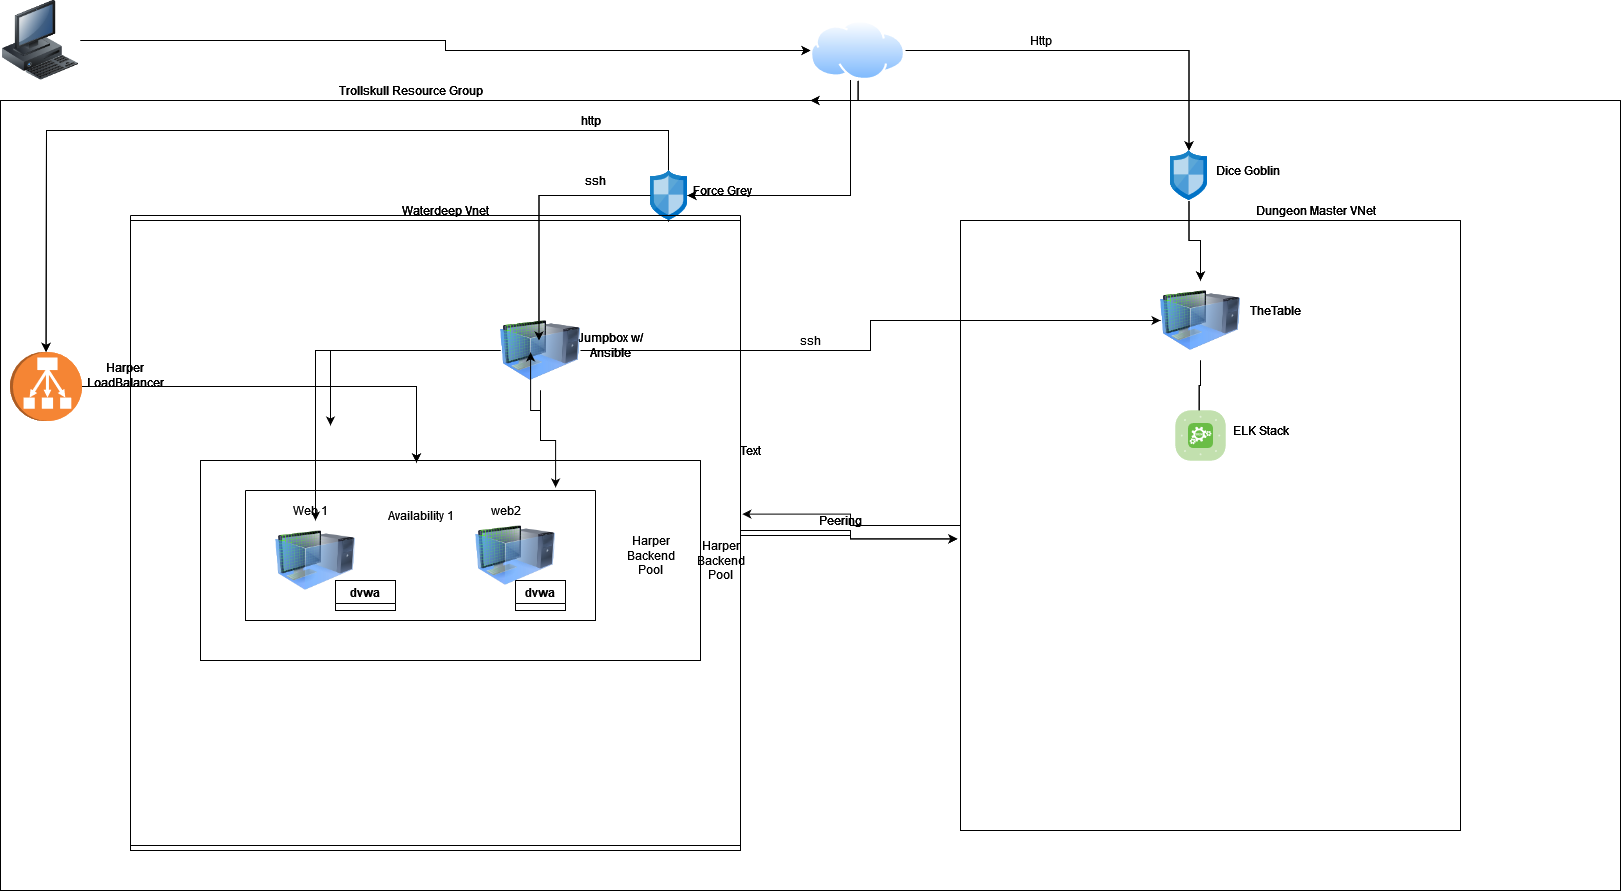 Http
Trollskull Resource Group
http
Dice Goblin
ssh
Force Grey
Waterdeep Vnet
Dungeon Master VNet
TheTable
Jumpbox w/
Ansible
ssh
Harper
LoadBalancer
ELK Stack
Text
Web 1
Availability 1
web2
Peering
Harper
Backend
Pool
Harper
Backend
Pool
dvwa
dvwa